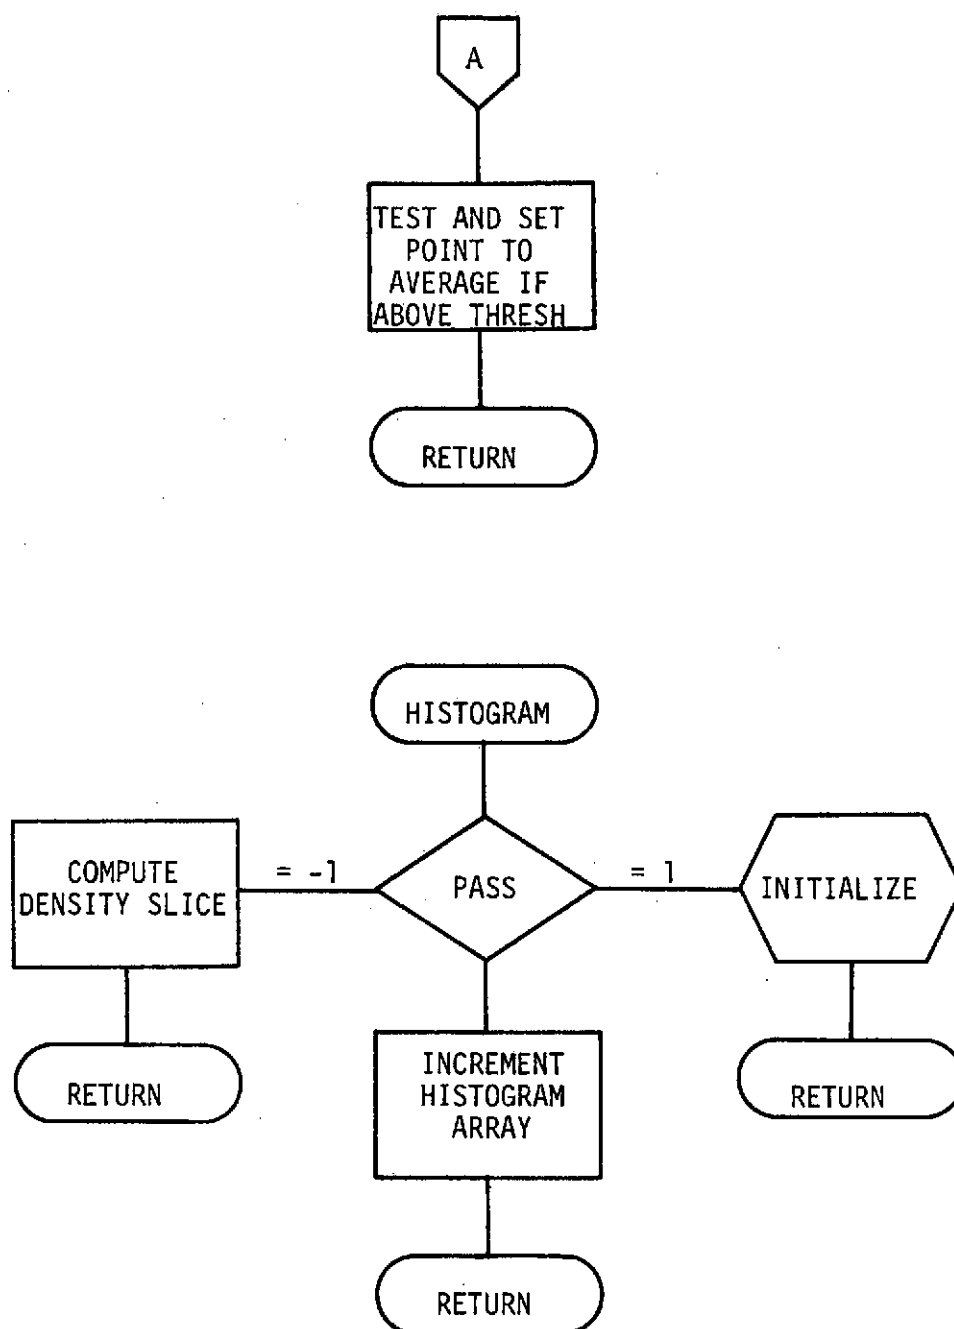 A
TEST AND SET
POINT TO
AVERAGE IF
ABOVE THRESH
RETURN
HISTOGRAM
COMPUTE
DENSITY SLICE
= -1
PASS
= 1
INITIALIZE
RETURN
INCREMENT
HISTOGRAM
ARRAY
RETURN
RETURN